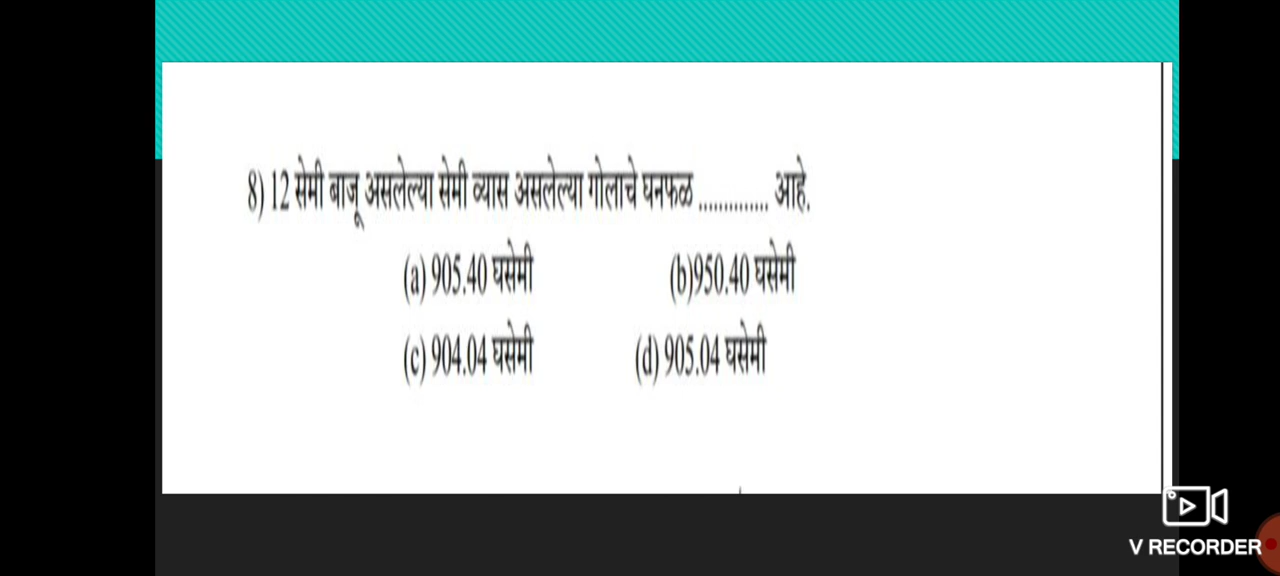 8) 12 सेमी बाजू असलेल्या सेमी व्यास असलेल्या गोलाचे घनफळ .............. आहे.
(a) 905.40 घसेमी (b)950.40 घसेमी
(c) 904.04 घसेमी (d) 905.04 घसेमी
V RECORDER